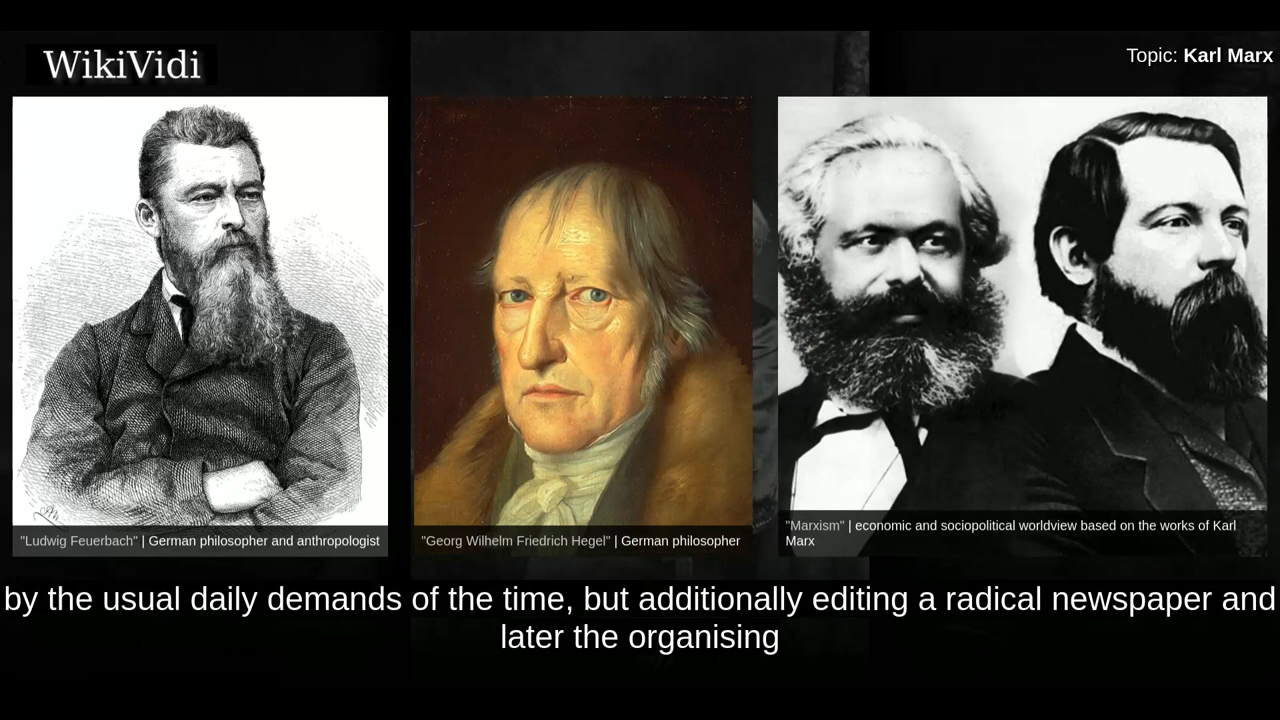 WikiVidi
Topic: Karl Marx
"Ludwig Feuerbach" | German philosopher and anthropologist
"Georg Wilhelm Friedrich Hegel" | German philosopher
"Marxism" | economic and sociopolitical worldview based on the works of Karl
Marx
by the usual daily demands of the time, but additionally editing a radical newspaper and
later the organising